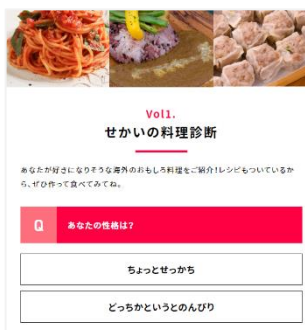 Vol1.
せかいの料理診断
あなたが好きになりそうな海外のおもしろ料理をご紹介!レシピもついているか
ら、ぜひ作って食べてみてね。
Q あなたの性格は?
ちょっとせっかち
どっちかというとのんびり